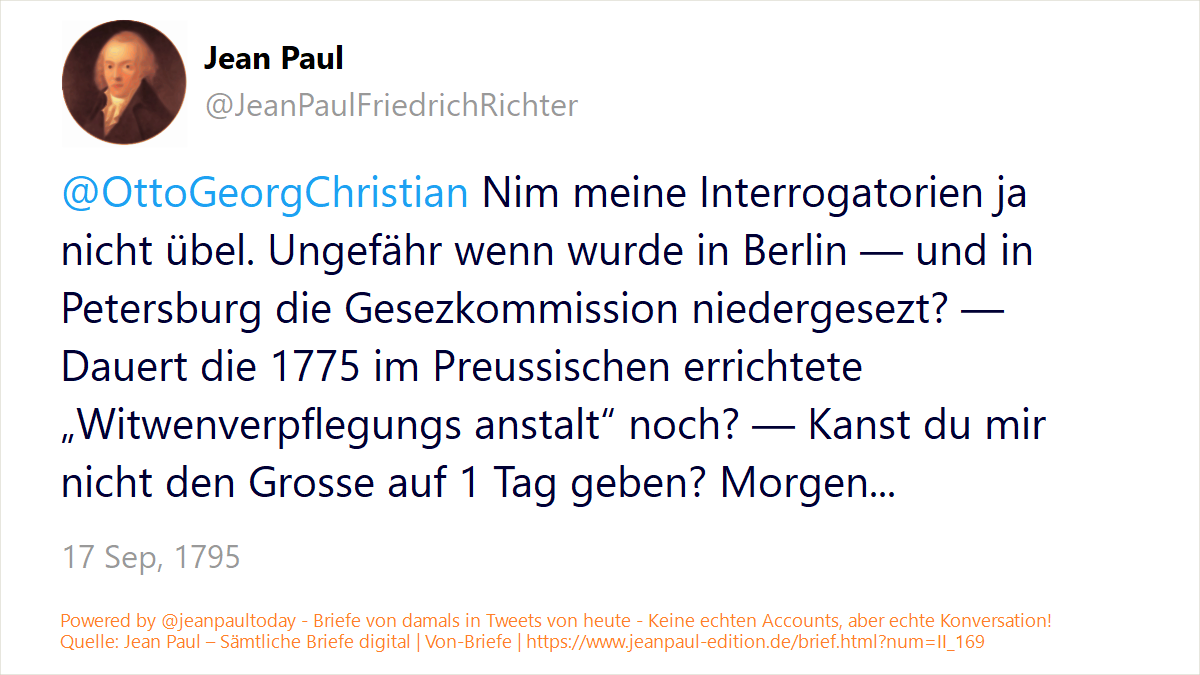 Jean Paul
@JeanPaulFriedrichRichter
@OttoGeorgChristian Nim meine Interrogatorien ja
nicht übel. Ungefähr wenn wurde in Berlin — und in
Petersburg die Gesezkommission niedergesezt? —
Dauert die 1775 im Preussischen errichtete
„Witwenverpflegungs anstalt“ noch? — Kanst du mir
nicht den Grosse auf 1 Tag geben? Morgen...
17 Sep, 1795
Powered by @jeanpaultoday - Briefe von damals in Tweets von heute - Keine echten Accounts, aber echte Konversation!
Quelle: Jean Paul – Sämtliche Briefe digital | Von-Briefe | https://www.jeanpaul-edition.de/brief.html?num=II_169